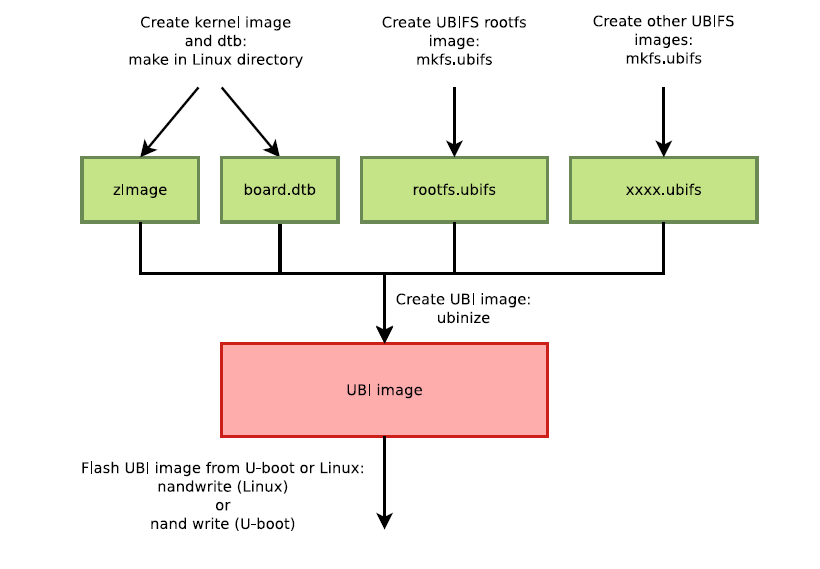 Create kernel image
and dtb:
make in Linux directory
Create UBIFS rootfs
image:
mkfs.ubifs
Create other UBIFS
images:
mkfs.ubifs
zImage
board.dtb
rootfs.ubifs
xxxx.ubifs
Create UBI image:
ubinize
UBI image
Flash UBI image from U-boot or Linux:
nandwrite (Linux)
or
nand write (U-boot)